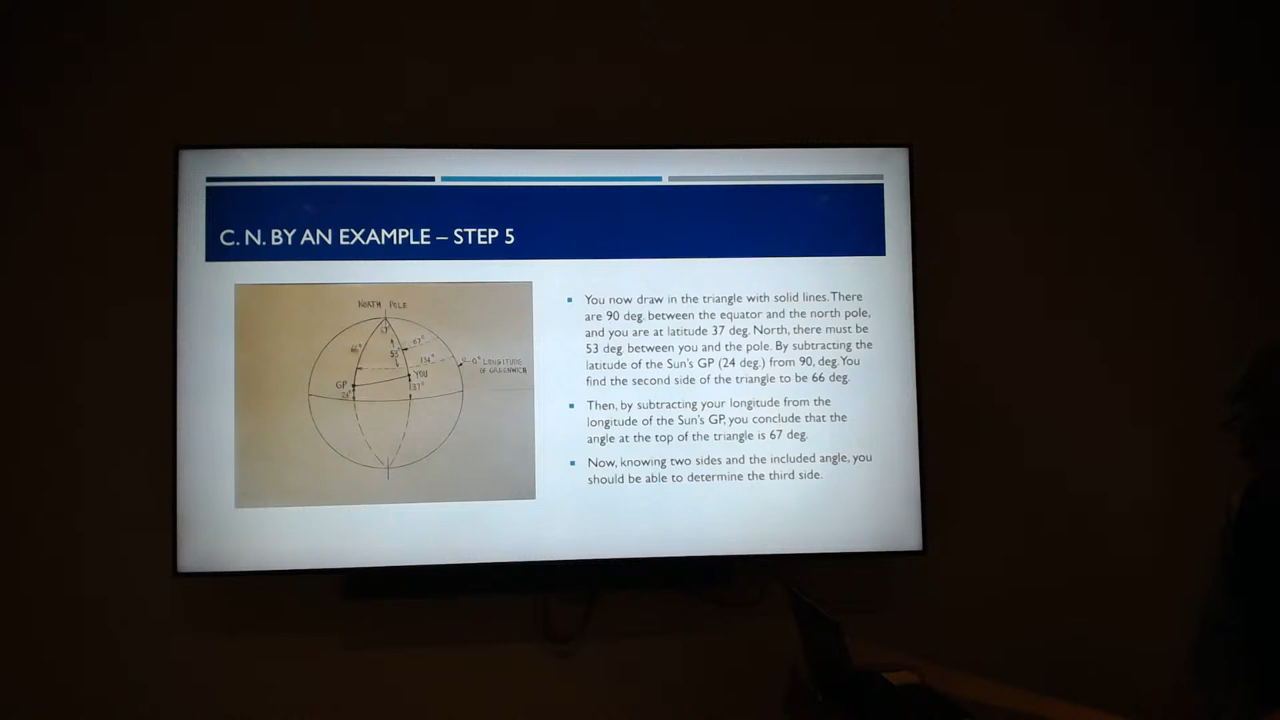 C. N. BY AN EXAMPLE – STEP 5
NORTH POLE
67°
66°
53°
67°
134°
0° LONGITUDE
OF GREENWICH
GP
YOU
24°
37°
You now draw in the triangle with solid lines. There
are 90 deg. between the equator and the north pole,
and you are at latitude 37 deg. North, there must be
53 deg. between you and the pole. By subtracting the
latitude of the Sun's GP (24 deg.) from 90, deg. You
find the second side of the triangle to be 66 deg.
Then, by subtracting your longitude from the
longitude of the Sun's GP, you conclude that the
angle at the top of the triangle is 67 deg.
Now, knowing two sides and the included angle, you
should be able to determine the third side.